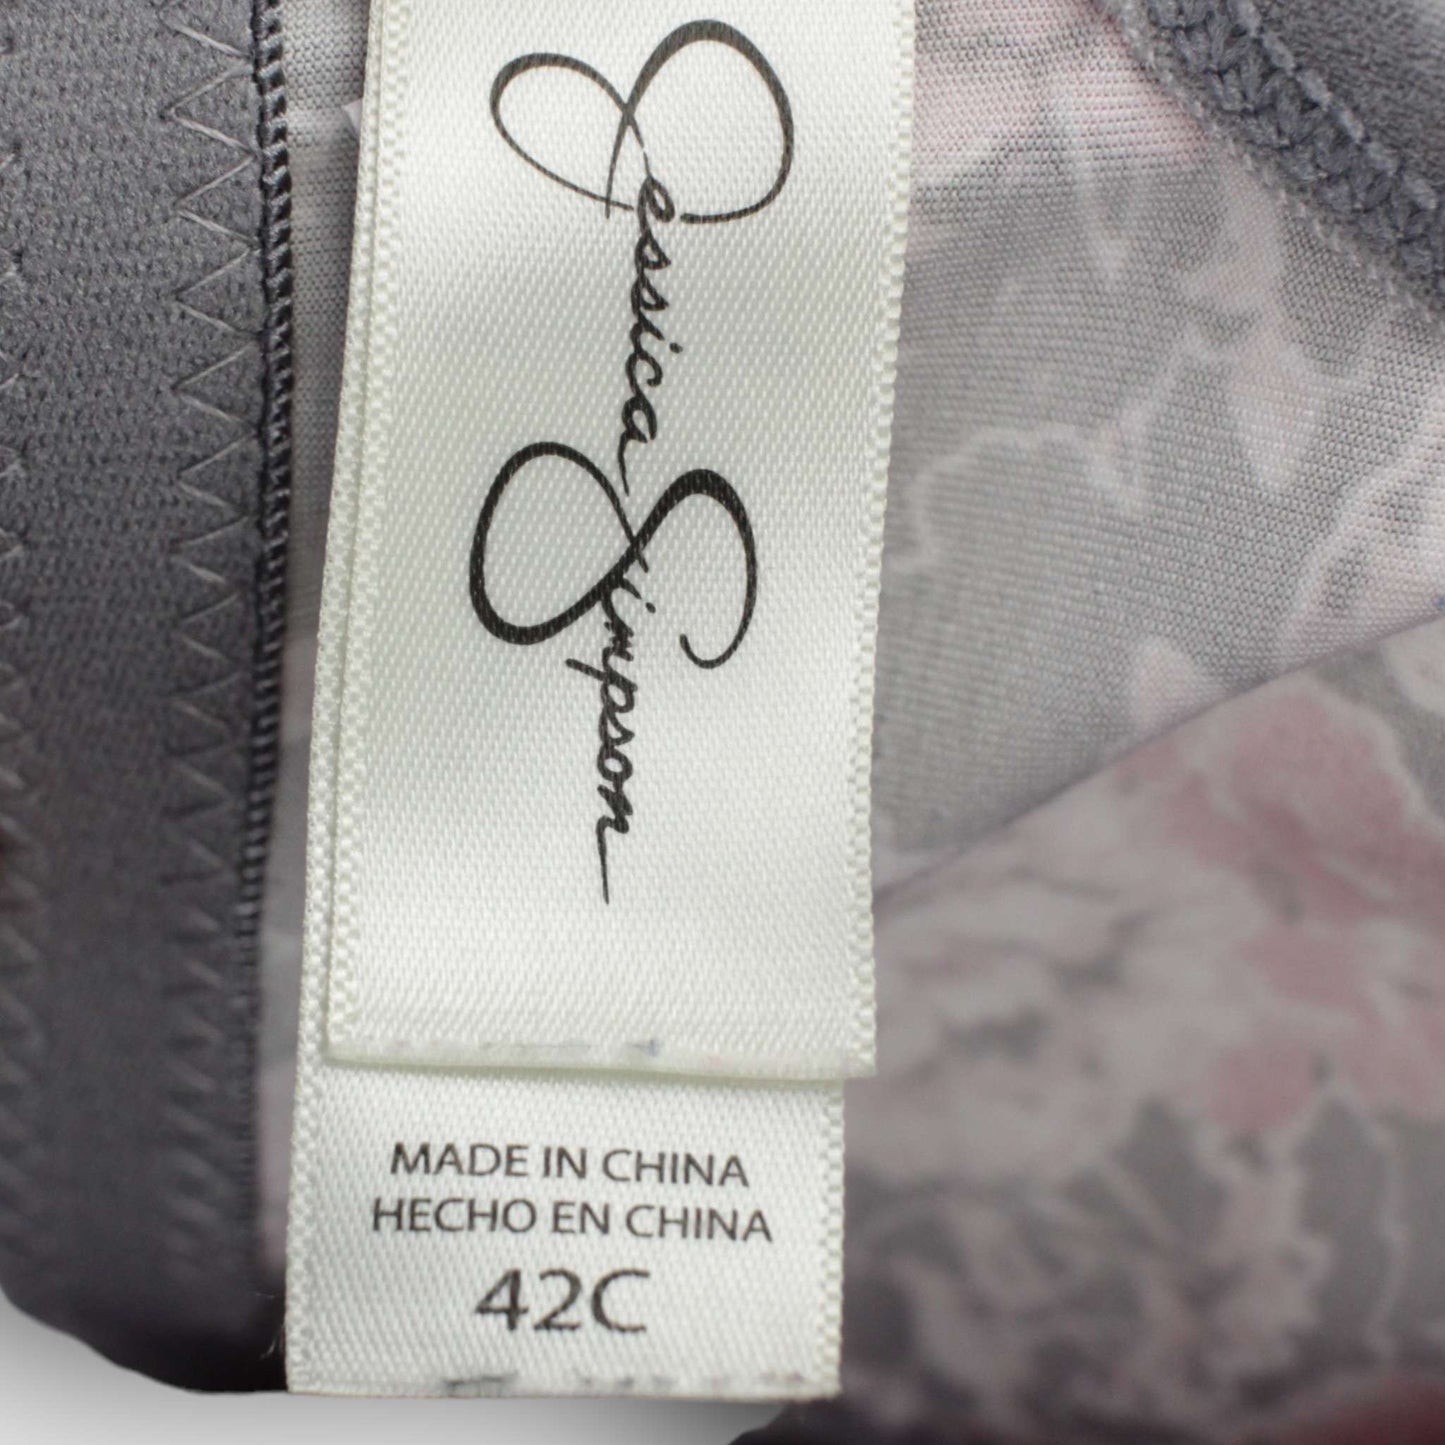 Jessica Simpson
MADE IN CHINA
HECHO EN CHINA
42C